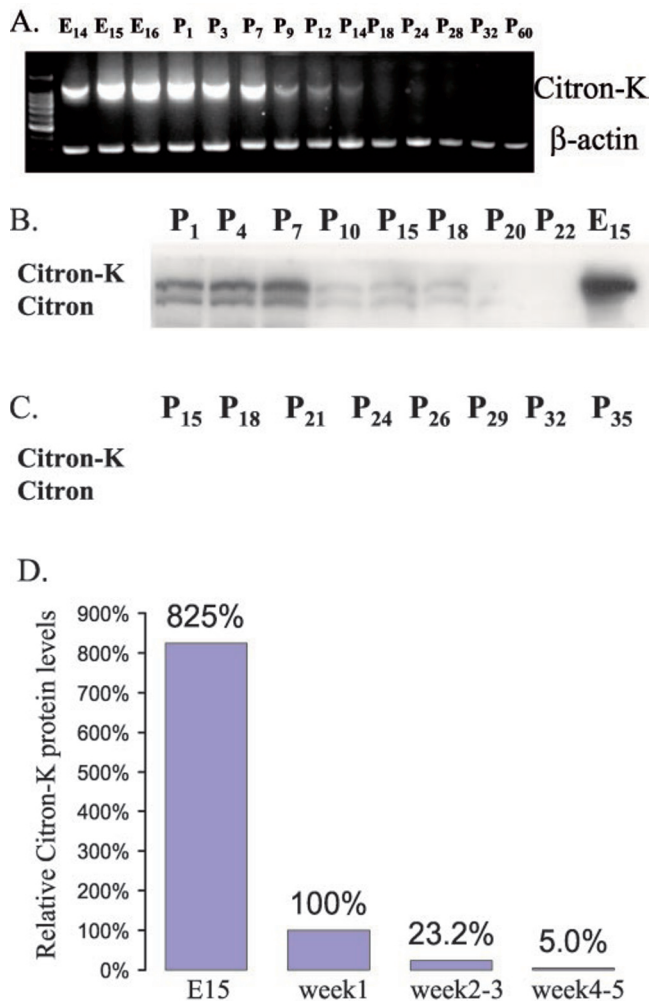 A. E14 E15 E16 P1 P3 P7 P9 P12 P14 P18 P24 P28 P32 P60
Citron-K
β-actin
B. P1 P4 P7 P10 P15 P18 P20 P22 E15
Citron-K
Citron
C. P15 P18 P21 P24 P26 P29 P32 P35
Citron-K
Citron
D.
Relative Citron-K protein levels
900%
800%
700%
600%
500%
400%
300%
200%
100%
0%
825%
100%
23.2%
5.0%
E15 week1 week2-3 week4-5